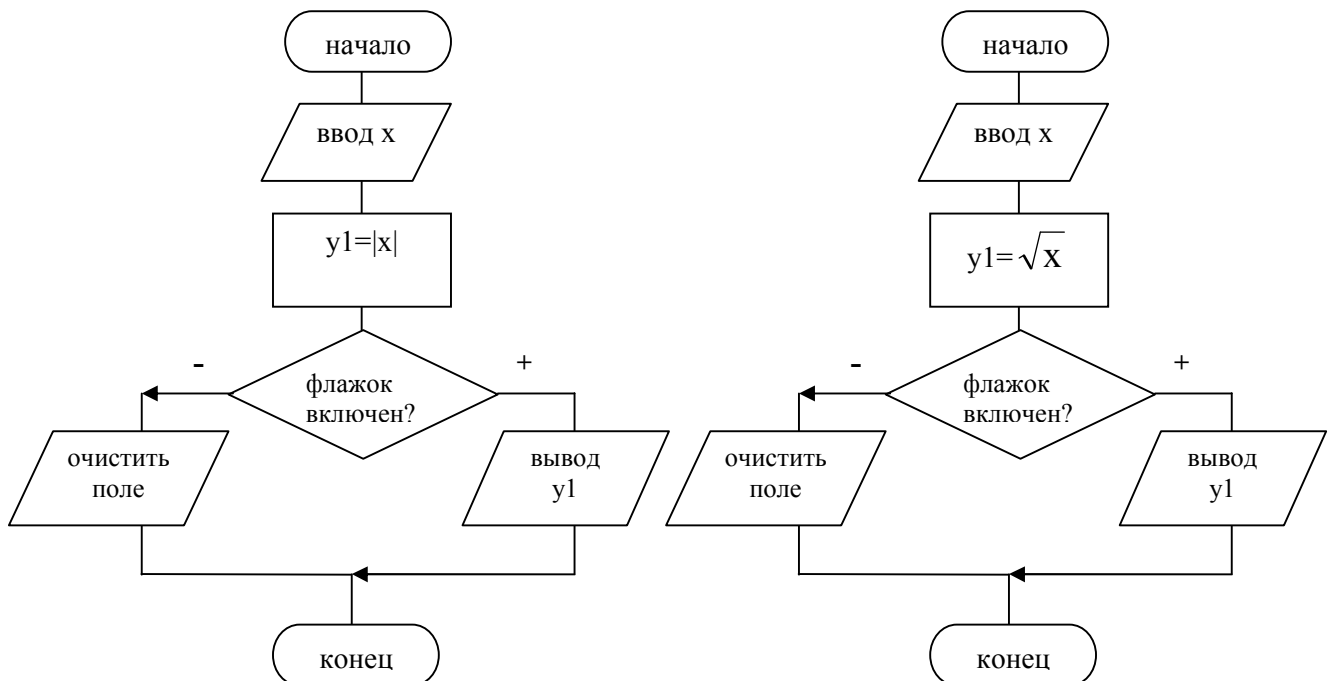 начало
ввод x
y1=|x|
-
+
флажок
включен?
очистить
поле
вывод
y1
конец
начало
ввод x
y1=√x
-
+
флажок
включен?
очистить
поле
вывод
y1
конец